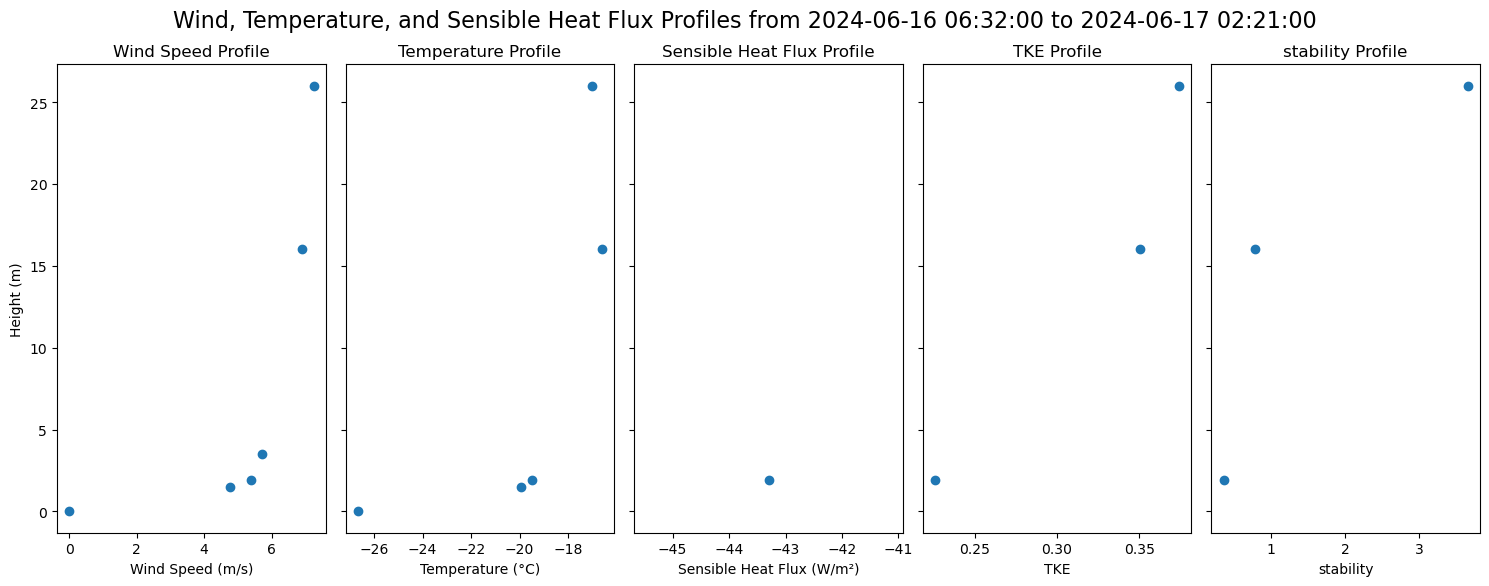 Wind, Temperature, and Sensible Heat Flux Profiles from 2024-06-16 06:32:00 to 2024-06-17 02:21:00
Wind Speed Profile
Temperature Profile
Sensible Heat Flux Profile
TKE Profile
stability Profile
25
20
15
10
5
0
Height (m)
0 2 4 6
−26 −24 −20 −18
−45 −44 −43 −42 −41
0.25 0.30 0.35
1 2 3
Wind Speed (m/s)
Temperature (°C)
Sensible Heat Flux (W/m²)
TKE
stability